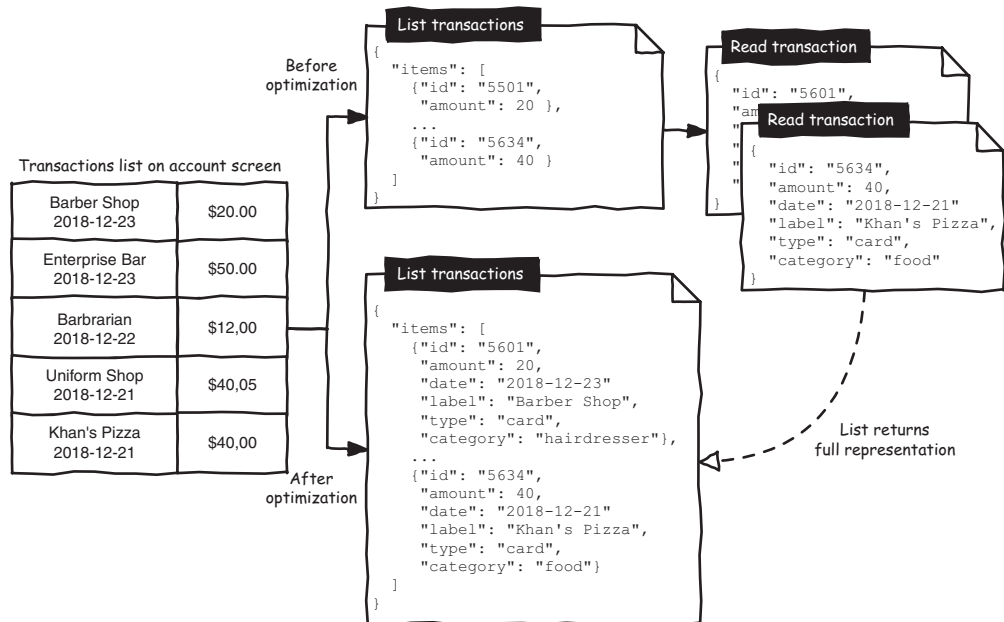 List transactions
{
"items": [
{"id": "5501",
"amount": 20 },
...
{"id": "5634",
"amount": 40 }
]
}
Before
optimization
Read transaction
{
"id": "5601",
"am
"
"
"
"
}
Read transaction
{
"id": "5634",
"amount": 40,
"date": "2018-12-21"
"label": "Khan's Pizza",
"type": "card",
"category": "food"
}
Transactions list on account screen
Barber Shop
2018-12-23
$20.00
Enterprise Bar
2018-12-23
$50.00
Barbrarian
2018-12-22
$12,00
Uniform Shop
2018-12-21
$40,05
Khan's Pizza
2018-12-21
$40,00
After
optimization
List transactions
{
"items": [
{"id": "5601",
"amount": 20,
"date": "2018-12-23"
"label": "Barber Shop",
"type": "card",
"category": "hairdresser"},
...
{"id": "5634",
"amount": 40,
"date": "2018-12-21"
"label": "Khan's Pizza",
"type": "card",
"category": "food"}
]
}
List returns
full representation